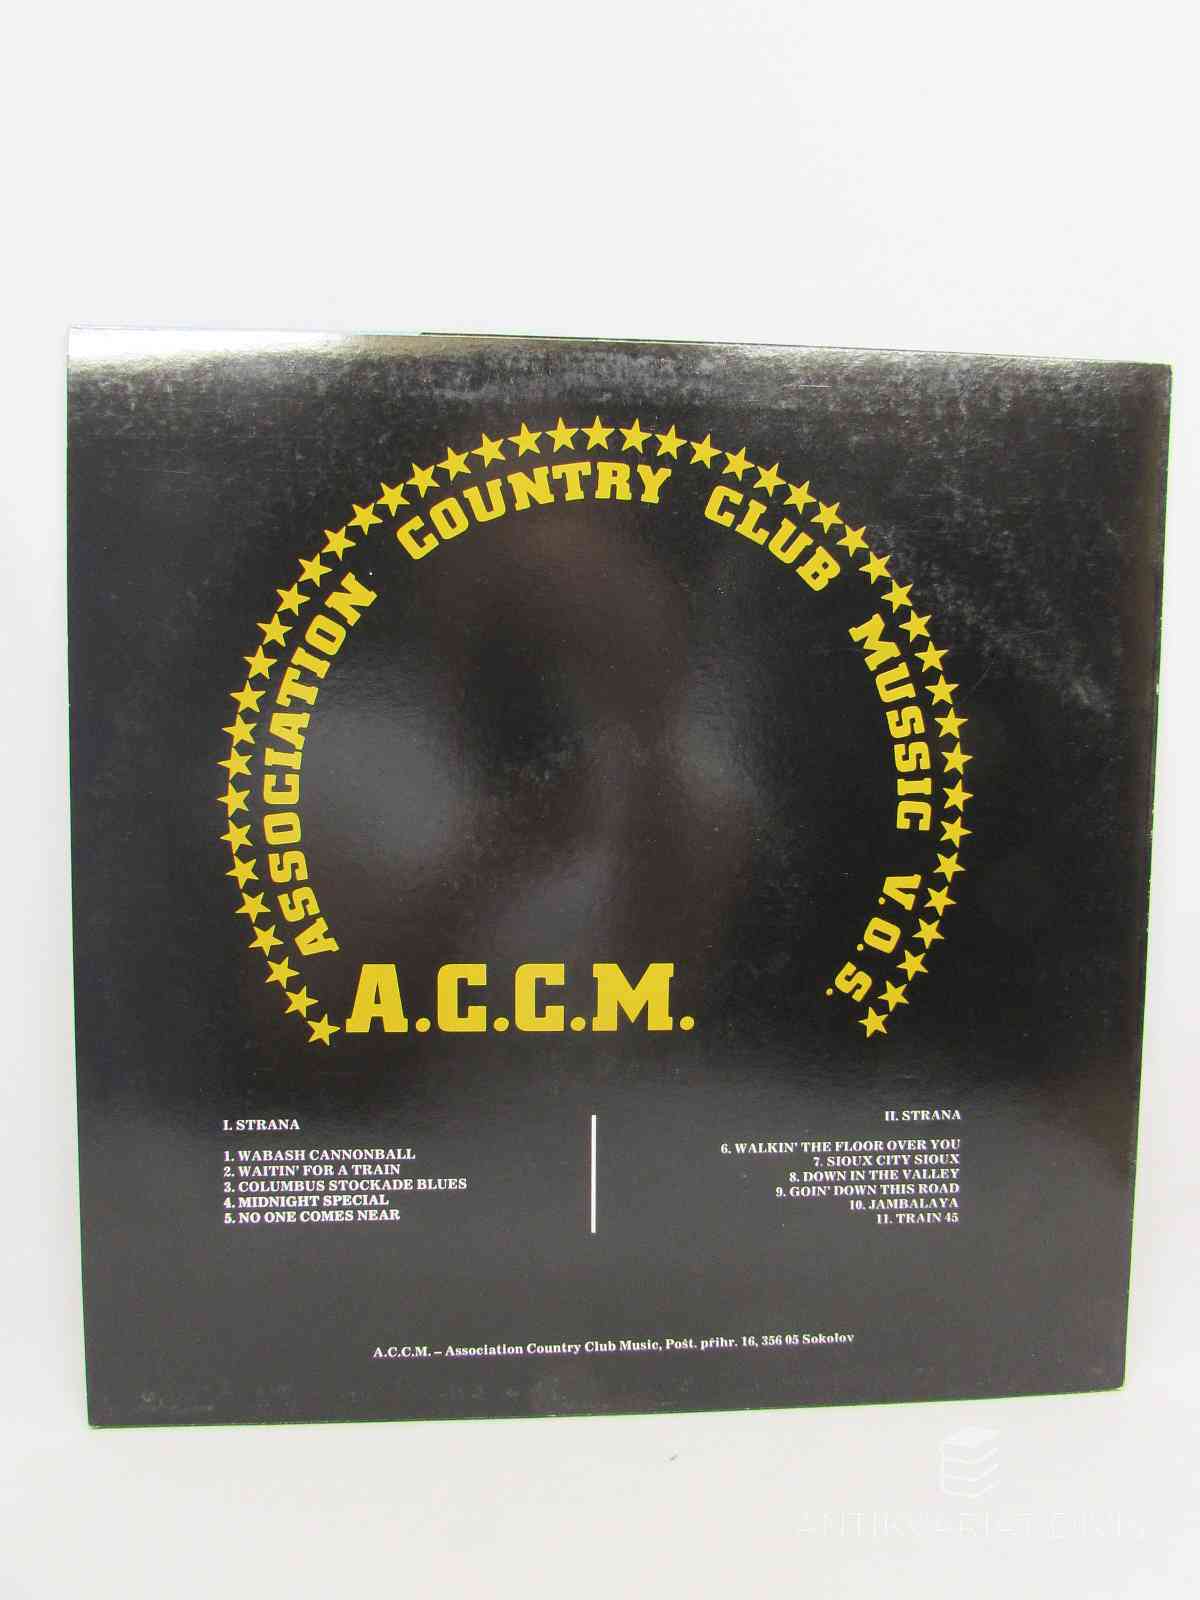 ASSOCIATION COUNTRY CLUB MUSSIC V.O.S.
A.C.C.M.
I. STRANA
1. WABASH CANNONBALL
2. WAITIN' FOR A TRAIN
3. COLUMBUS STOCKADE BLUES
4. MIDNIGHT SPECIAL
5. NO ONE COMES NEAR
II. STRANA
6. WALKIN' THE FLOOR OVER YOU
7. SIOUX CITY SIOUX
8. DOWN IN THE VALLEY
9. GOIN' DOWN THIS ROAD
10. JAMBALAYA
11. TRAIN 45
A.C.C.M. – Association Country Club Music, Pošt. přihr. 16, 356 05 Sokolov